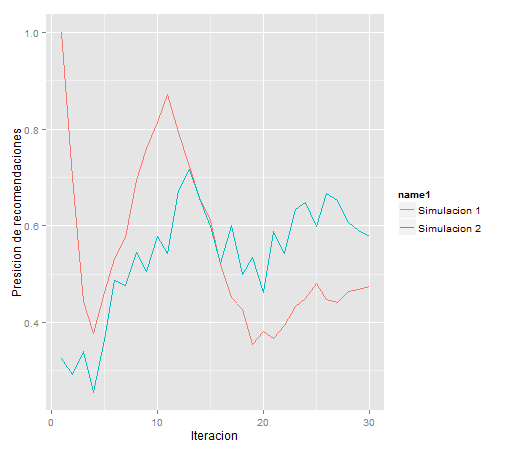 1.0
0.8
0.6
0.4
0
10
20
30
Presicion de recomendaciones
Iteracion
name1
Simulacion 1
Simulacion 2